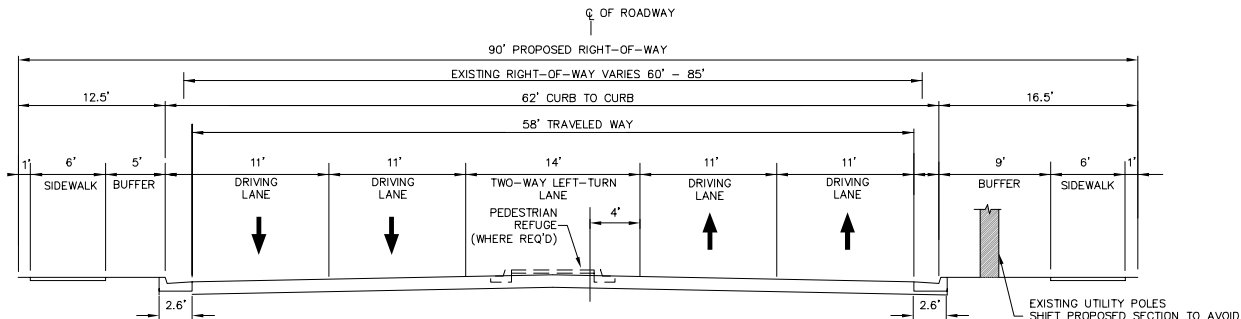 ℄ OF ROADWAY
90' PROPOSED RIGHT-OF-WAY
EXISTING RIGHT-OF-WAY VARIES 60' - 85'
12.5'
62' CURB TO CURB
16.5'
58' TRAVELED WAY
1'
6'
5'
11'
11'
14'
11'
11'
9'
6'
1'
SIDEWALK
BUFFER
DRIVING
LANE
DRIVING
LANE
TWO-WAY LEFT-TURN
LANE
DRIVING
LANE
DRIVING
LANE
BUFFER
SIDEWALK
PEDESTRIAN
REFUGE
(WHERE REQ'D)
4'
2.6'
2.6'
EXISTING UTILITY POLES
SHIFT PROPOSED SECTION TO AVOID